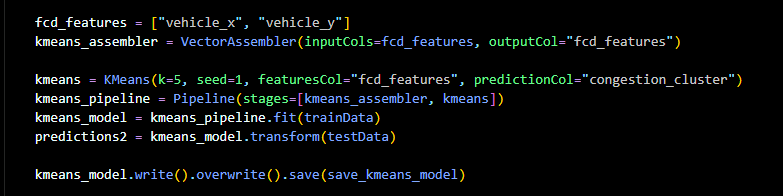 fcd_features = ["vehicle_x", "vehicle_y"]
kmeans_assembler = VectorAssembler(inputCols=fcd_features, outputCol="fcd_features")
kmeans = KMeans(k=5, seed=1, featuresCol="fcd_features", predictionCol="congestion_cluster")
kmeans_pipeline = Pipeline(stages=[kmeans_assembler, kmeans])
kmeans_model = kmeans_pipeline.fit(trainData)
predictions2 = kmeans_model.transform(testData)
kmeans_model.write().overwrite().save(save_kmeans_model)